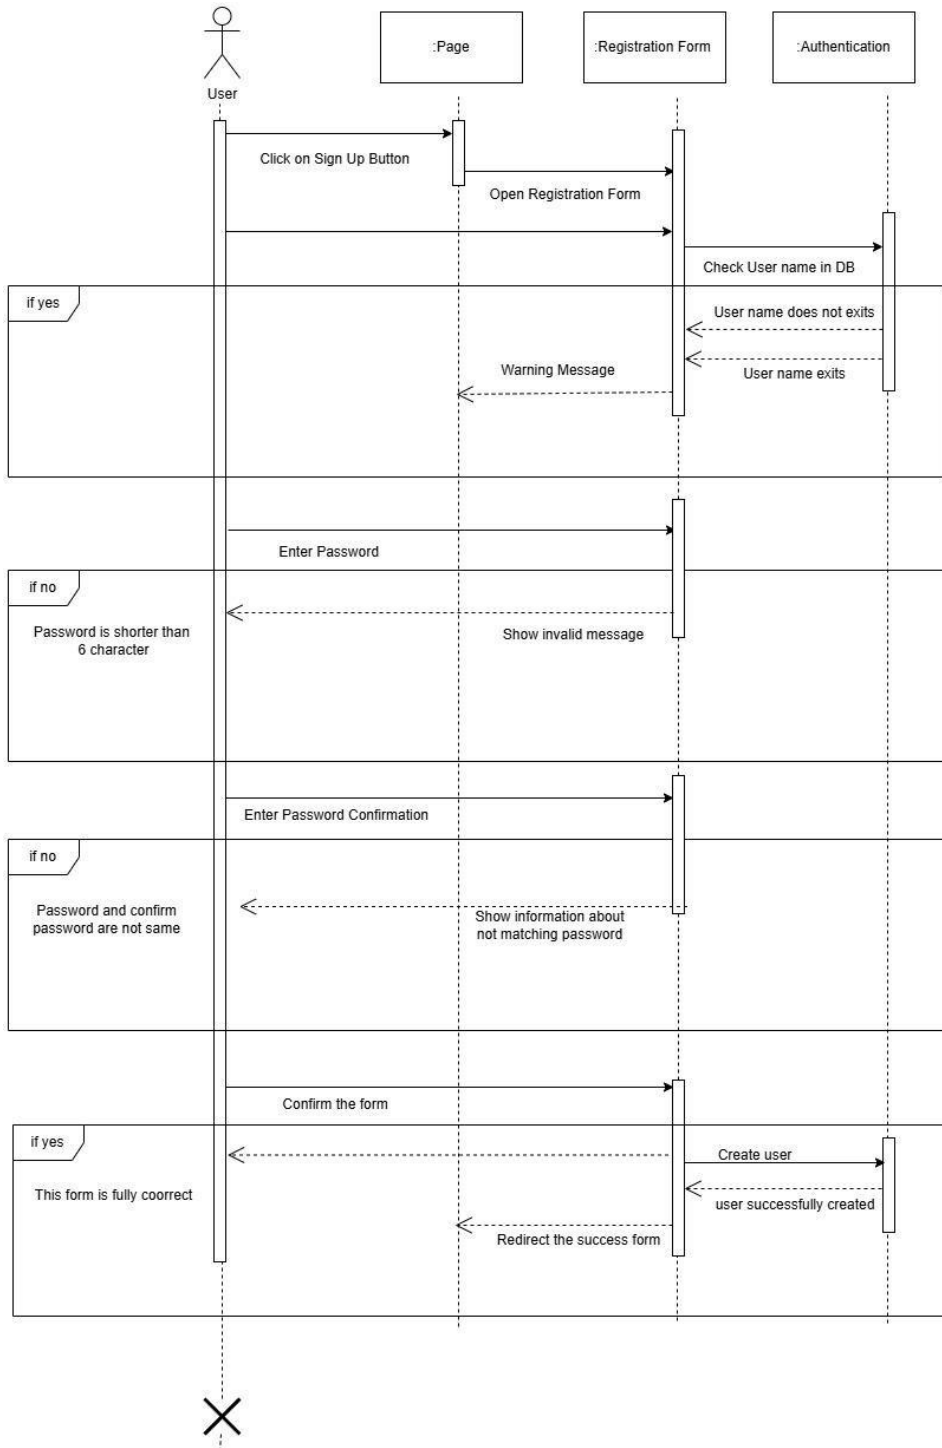 :Page
:Registration Form
:Authentication
User
Click on Sign Up Button
Open Registration Form
Check User name in DB
if yes
User name does not exits
Warning Message
User name exits
Enter Password
if no
Password is shorter than
6 character
Show invalid message
Enter Password Confirmation
if no
Password and confirm
password are not same
Show information about
not matching password
Confirm the form
if yes
Create user
This form is fully coorrect
user successfully created
Redirect the success form